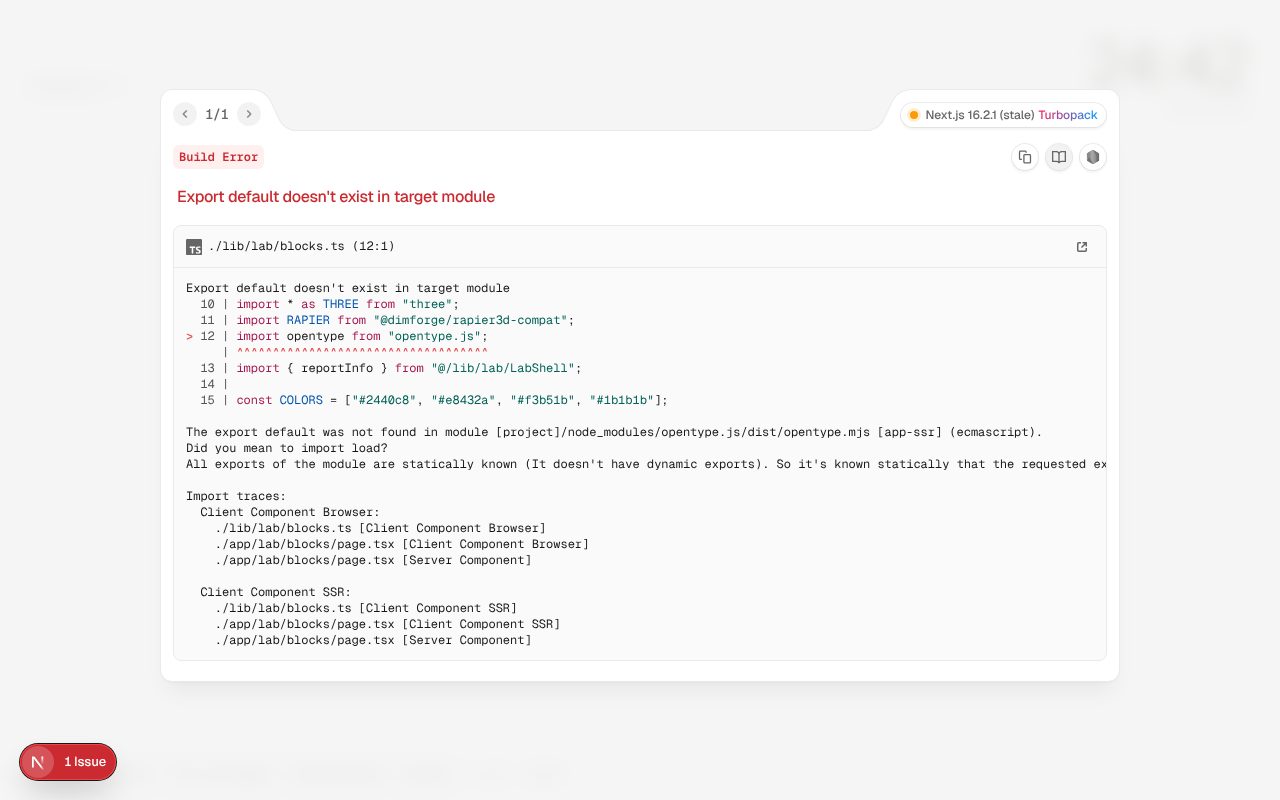 1/1
Next.js 16.2.1 (stale) Turbopack
Build Error
Export default doesn't exist in target module
TS ./lib/lab/blocks.ts (12:1)
Export default doesn't exist in target module
10 | import * as THREE from "three";
11 | import RAPIER from "@dimforge/rapier3d-compat";
> 12 | import opentype from "opentype.js";
| ^^^^^^^^^^^^^^^^^^^^^^^^^^^^^^^^^^^
13 | import { reportInfo } from "@/lib/lab/LabShell";
14 |
15 | const COLORS = ["#2440c8", "#e8432a", "#f3b51b", "#1b1b1b"];
The export default was not found in module [project]/node_modules/opentype.js/dist/opentype.mjs [app-ssr] (ecmascript).
Did you mean to import load?
All exports of the module are statically known (It doesn't have dynamic exports). So it's known statically that the requested ex
Import traces:
Client Component Browser:
./lib/lab/blocks.ts [Client Component Browser]
./app/lab/blocks/page.tsx [Client Component Browser]
./app/lab/blocks/page.tsx [Server Component]
Client Component SSR:
./lib/lab/blocks.ts [Client Component SSR]
./app/lab/blocks/page.tsx [Client Component SSR]
./app/lab/blocks/page.tsx [Server Component]
N 1 Issue